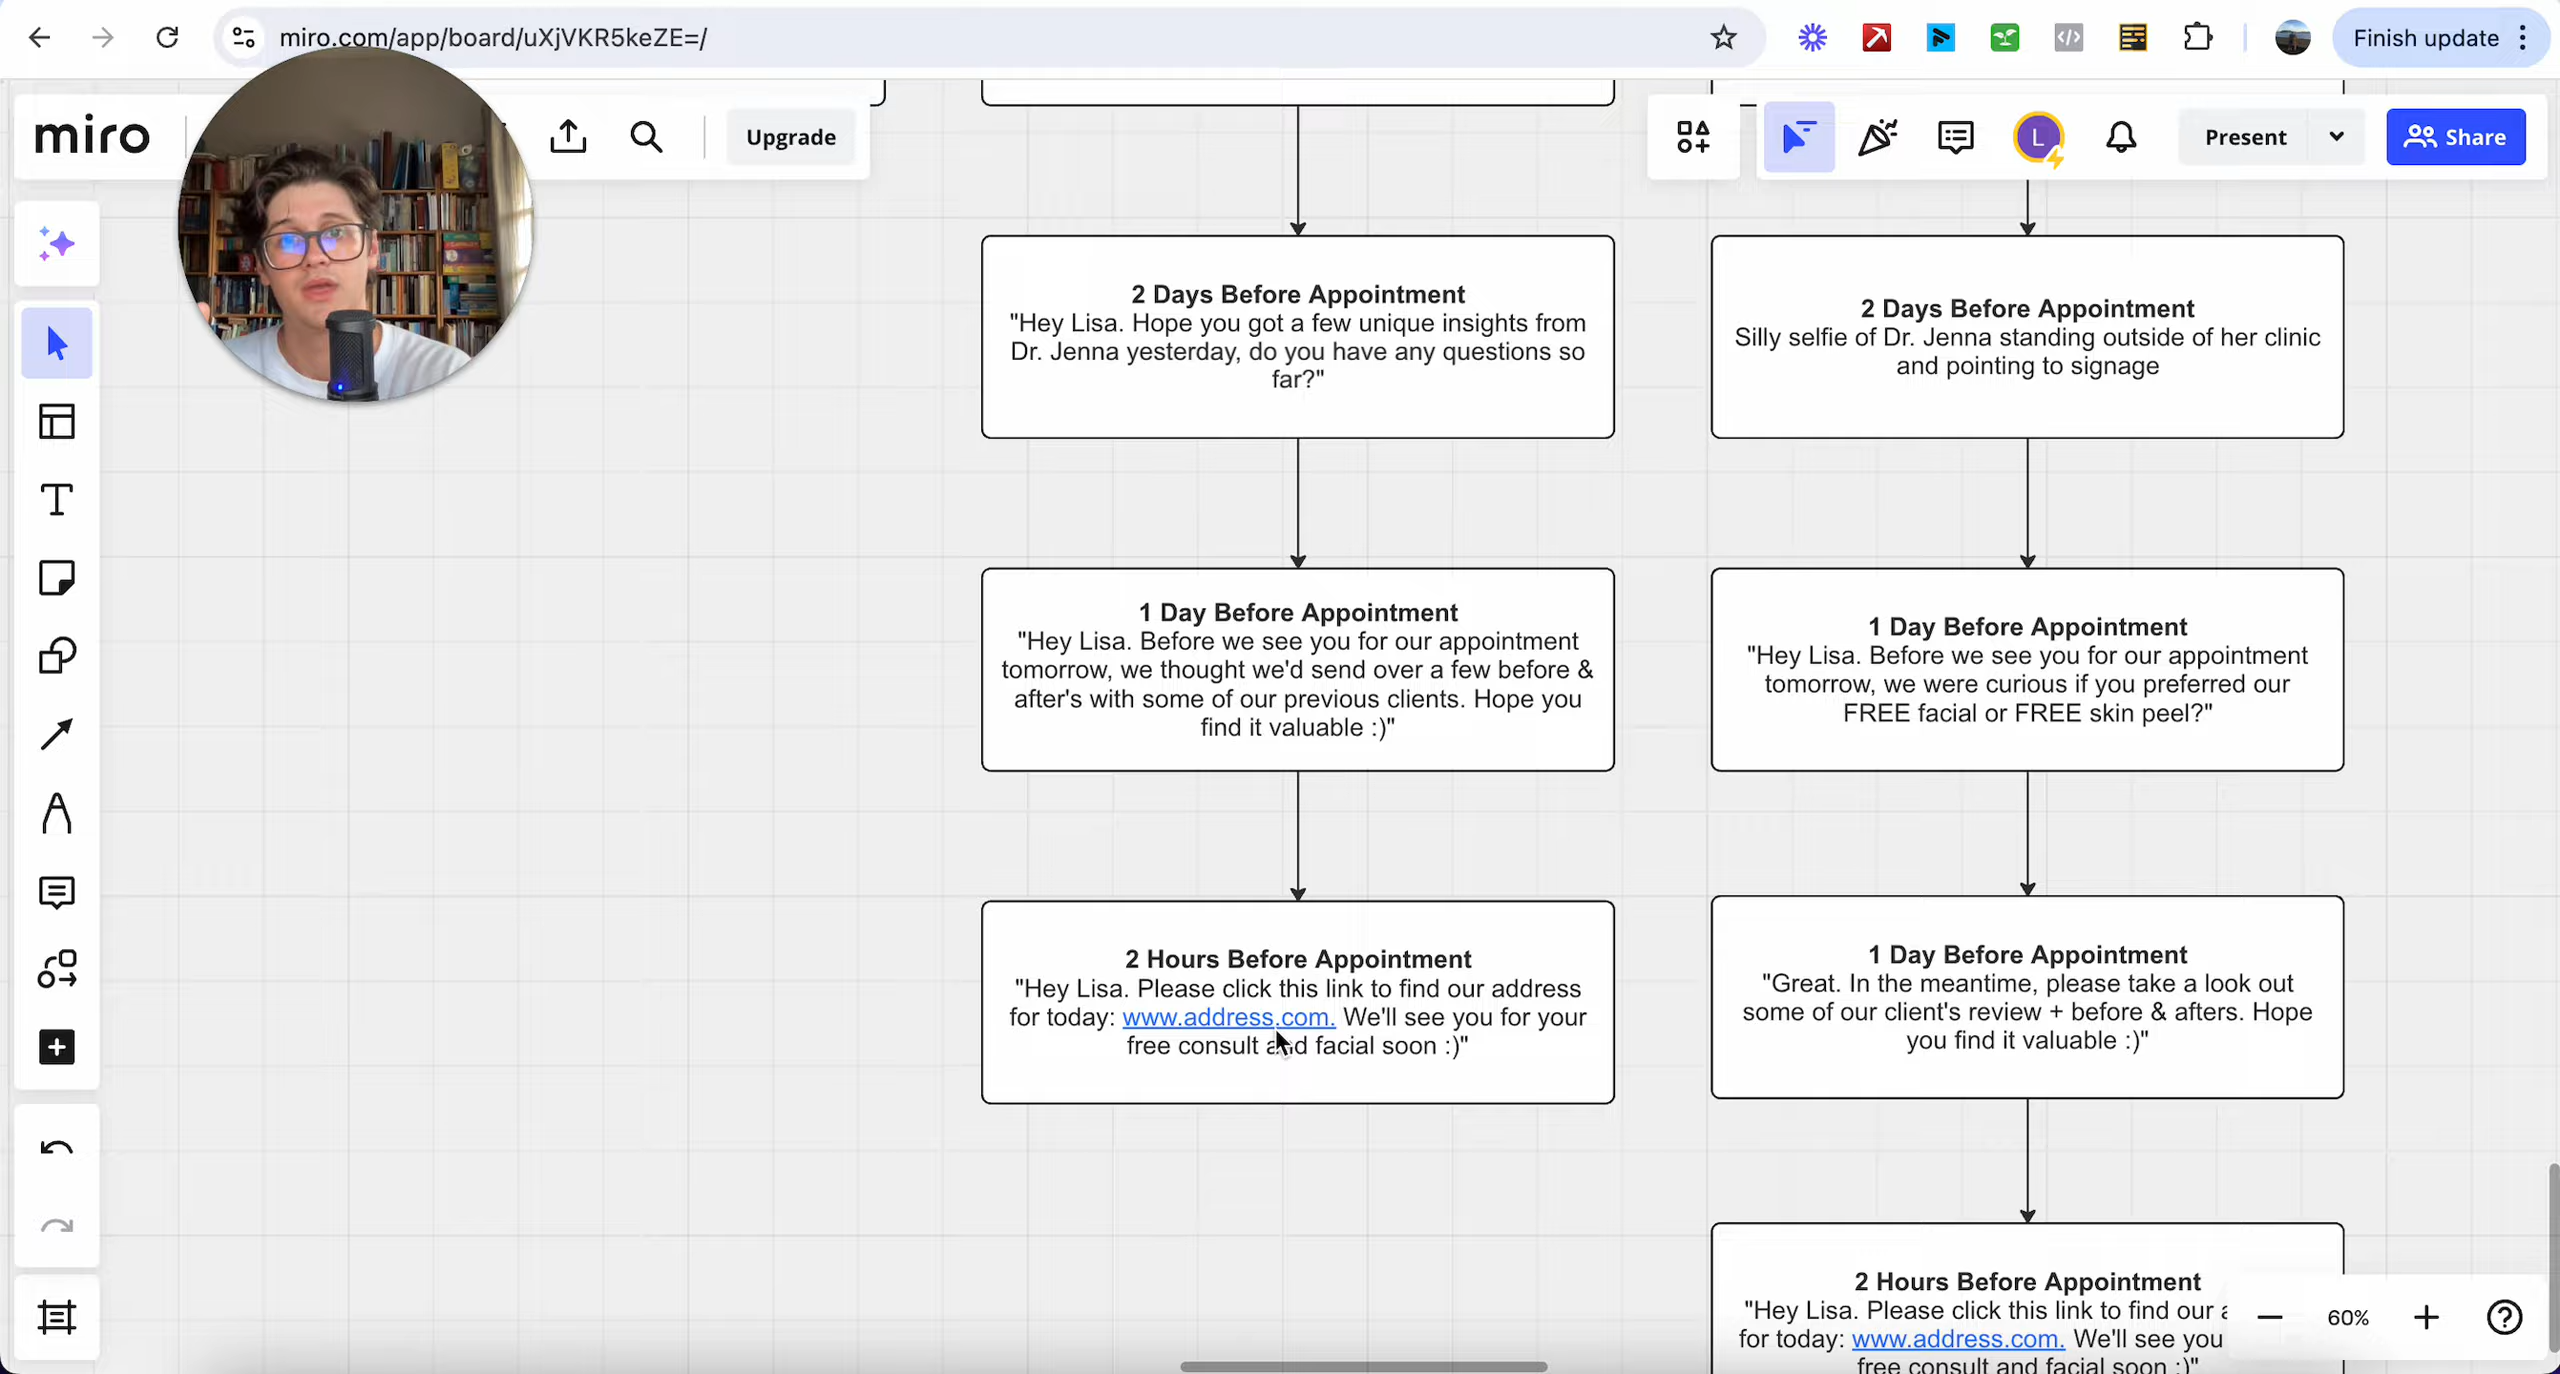 miro.com/app/board/uXjVKR5keZE=/
Finish update
miro
Upgrade
L
Present
Share
2 Days Before Appointment
"Hey Lisa. Hope you got a few unique insights from
Dr. Jenna yesterday, do you have any questions so
far?"
2 Days Before Appointment
Silly selfie of Dr. Jenna standing outside of her clinic
and pointing to signage
1 Day Before Appointment
"Hey Lisa. Before we see you for our appointment
tomorrow, we thought we'd send over a few before &
after's with some of our previous clients. Hope you
find it valuable :)"
1 Day Before Appointment
"Hey Lisa. Before we see you for our appointment
tomorrow, we were curious if you preferred our
FREE facial or FREE skin peel?"
2 Hours Before Appointment
"Hey Lisa. Please click this link to find our address
for today: www.address.com. We'll see you for your
free consult and facial soon :)"
1 Day Before Appointment
"Great. In the meantime, please take a look out
some of our client's review + before & afters. Hope
you find it valuable :)"
2 Hours Before Appointment
"Hey Lisa. Please click this link to find our
for today: www.address.com. We'll see you
free consult and facial soon :)"
60%